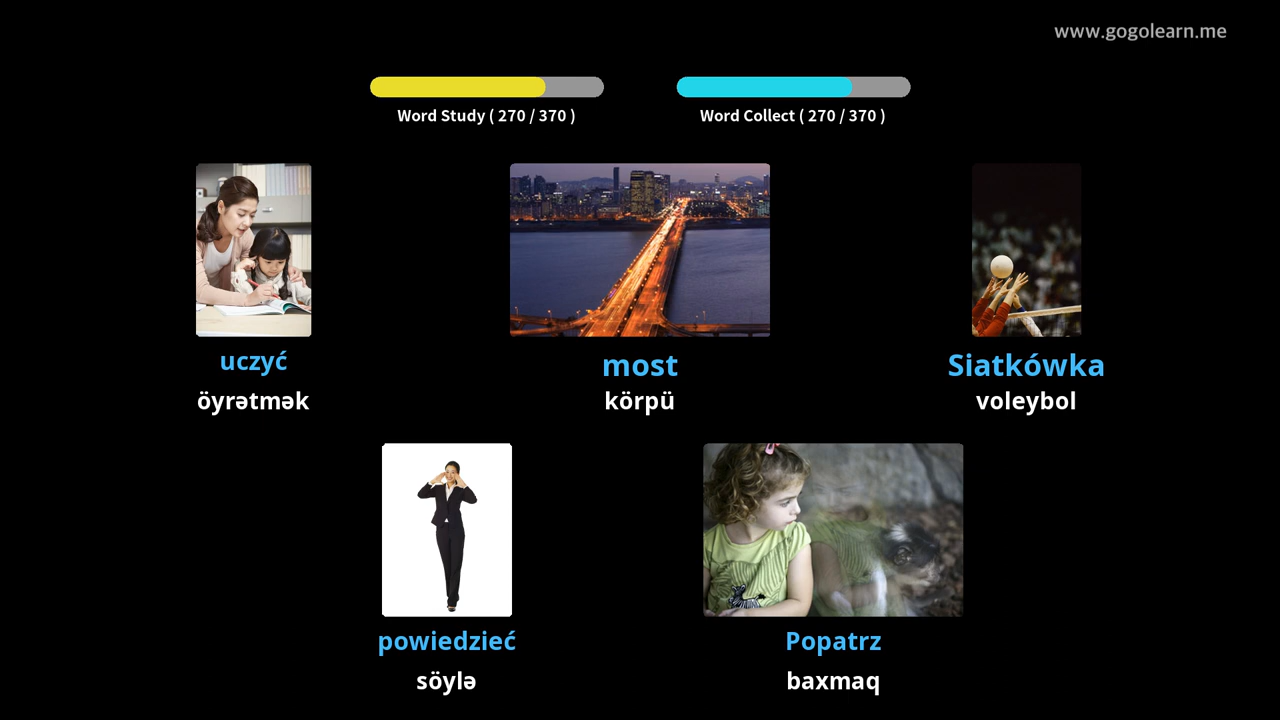 www.gogolearn.me
Word Study ( 270 / 370 )
Word Collect ( 270 / 370 )
uczyć
öyrətmək
most
körpü
Siatkówka
voleybol
powiedzieć
söylə
Popatrz
baxmaq